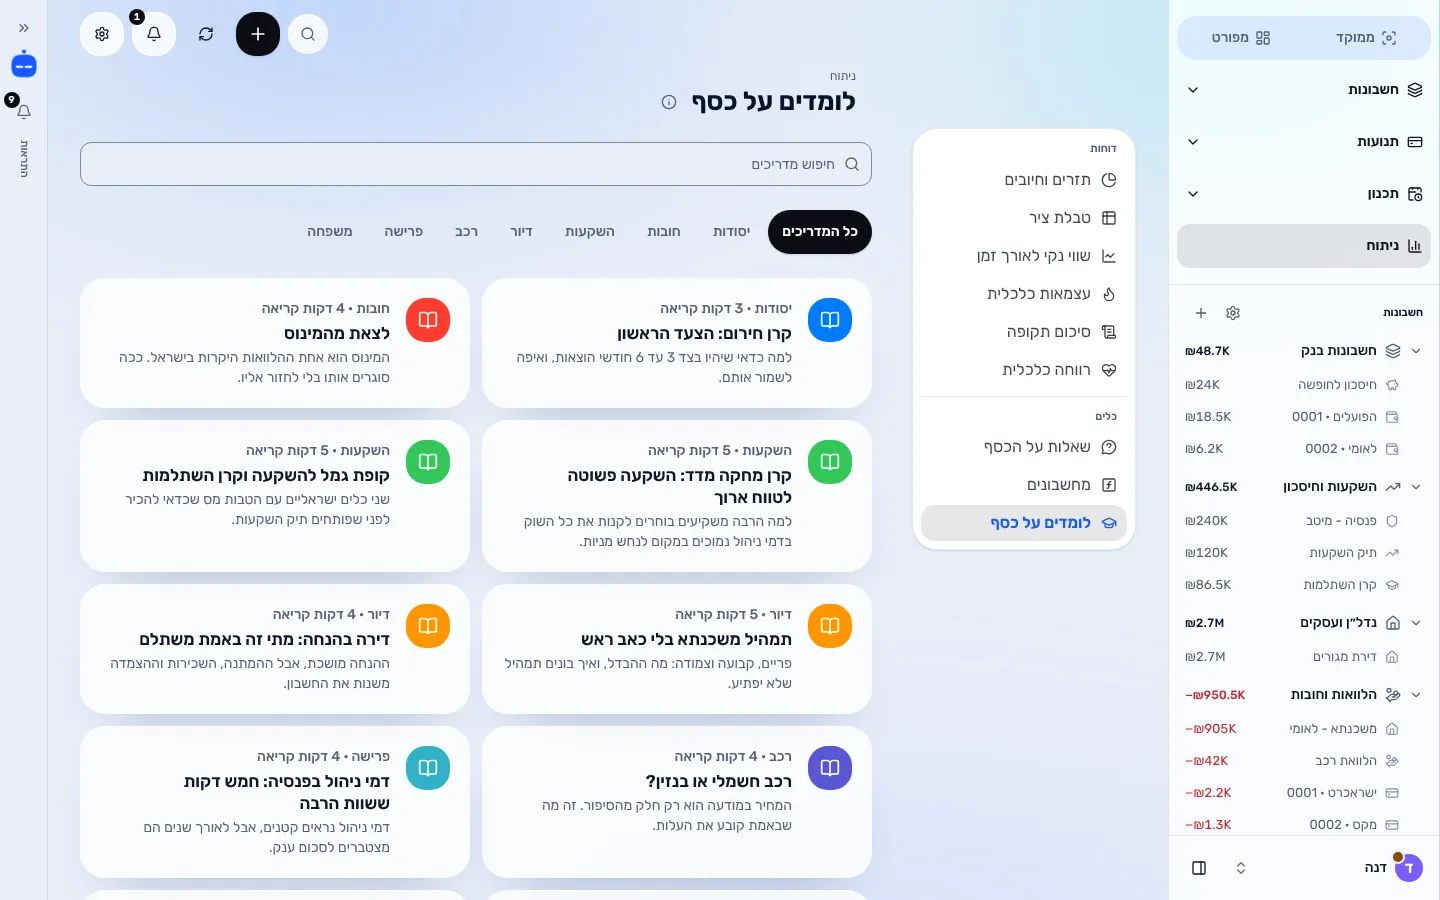 ממוקד
מפורט
חשבונות
תנועות
תכנון
ניתוח
חשבונות
חשבונות בנק
₪48.7K
חיסכון לחופשה
₪24K
הפועלים • 0001
₪18.5K
לאומי • 0002
₪6.2K
השקעות וחיסכון
₪446.5K
פנסיה - מיטב
₪240K
תיק השקעות
₪120K
קרן השתלמות
₪86.5K
נדל״ן ועסקים
₪2.7M
דירת מגורים
₪2.7M
הלוואות וחובות
−₪950.5K
משכנתא - לאומי
−₪905K
הלוואת רכב
−₪42K
ישראכרט • 0001
−₪2.2K
מקס • 0002
−₪1.3K
ד
דנה
1
ניתוח
לומדים על כסף
דוחות
תזרים וחיובים
טבלת ציר
שווי נקי לאורך זמן
עצמאות כלכלית
סיכום תקופה
רווחה כלכלית
כלים
שאלות על הכסף
מחשבונים
לומדים על כסף
חיפוש מדריכים
כל המדריכים
יסודות
חובות
השקעות
דיור
רכב
פרישה
משפחה
יסודות • 3 דקות קריאה
קרן חירום: הצעד הראשון
למה כדאי שיהיו בצד 3 עד 6 חודשי הוצאות, ואיפה
לשמור אותם.
חובות • 4 דקות קריאה
לצאת מהמינוס
המינוס הוא אחת ההלוואות היקרות בישראל. ככה
סוגרים אותו בלי לחזור אליו.
השקעות • 5 דקות קריאה
קרן מחקה מדד: השקעה פשוטה
לטווח ארוך
למה הרבה משקיעים בוחרים לקנות את כל השוק
בדמי ניהול נמוכים במקום לנחש מניות.
השקעות • 5 דקות קריאה
קופת גמל להשקעה וקרן השתלמות
שני כלים ישראליים עם הטבות מס שכדאי להכיר
לפני שפותחים תיק השקעות.
דיור • 5 דקות קריאה
תמהיל משכנתא בלי כאב ראש
פריים, קבועה וצמודה: מה ההבדל, ואיך בונים תמהיל
שלא יפתיע.
דיור • 4 דקות קריאה
דירה בהנחה: מתי זה באמת משתלם
ההנחה מושכת, אבל ההמתנה, השכירות וההצמדה
משנות את החשבון.
רכב • 4 דקות קריאה
רכב חשמלי או בנזין?
המחיר במודעה הוא רק חלק מהסיפור. זה מה
שבאמת קובע את העלות.
פרישה • 4 דקות קריאה
דמי ניהול בפנסיה: חמש דקות
ששוות הרבה
דמי ניהול נראים קטנים, אבל לאורך שנים הם
מצטברים לסכום ענק.
9
התראות